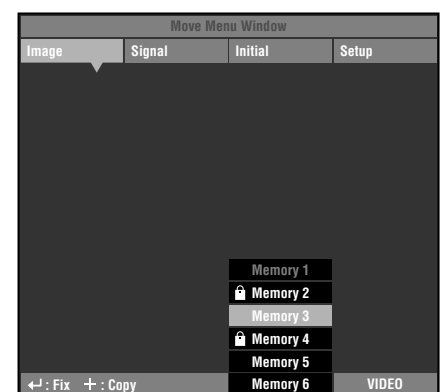 Move Menu Window
Image Signal Initial Setup
Memory 1
Memory 2
Memory 3
Memory 4
Memory 5
↵ : Fix + : Copy Memory 6 VIDEO